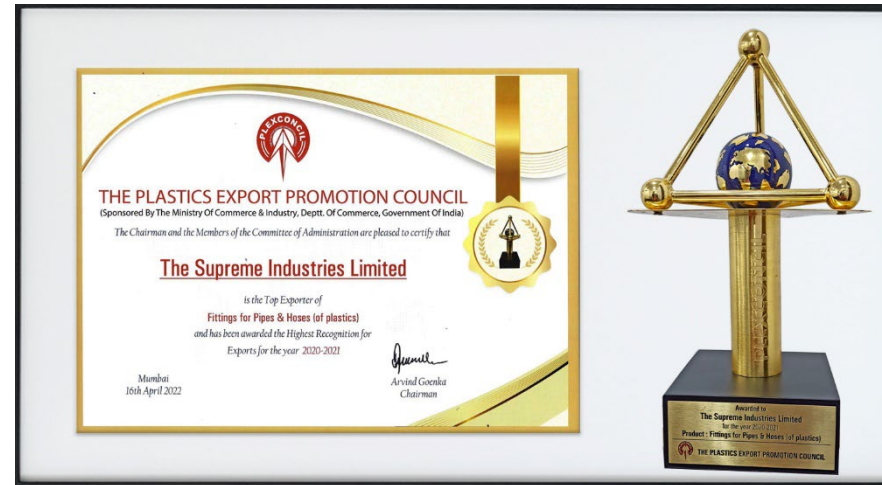 PLEXCONCIL
THE PLASTICS EXPORT PROMOTION COUNCIL
(Sponsored By The Ministry Of Commerce & Industry, Deptt. Of Commerce, Government Of India)
The Chairman and the Members of the Committee of Administration are pleased to certify that
The Supreme Industries Limited
is the Top Exporter of
Fittings for Pipes & Hoses (of plastics)
and has been awarded the Highest Recognition for
Exports for the year 2020-2021
Mumbai
16th April 2022
Arvind Goenka
Chairman
PLEXCONCIL
Awarded to
The Supreme Industries Limited
for the year 2020-2021
Product : Fittings for Pipes & Hoses (of plastics)
THE PLASTICS EXPORT PROMOTION COUNCIL